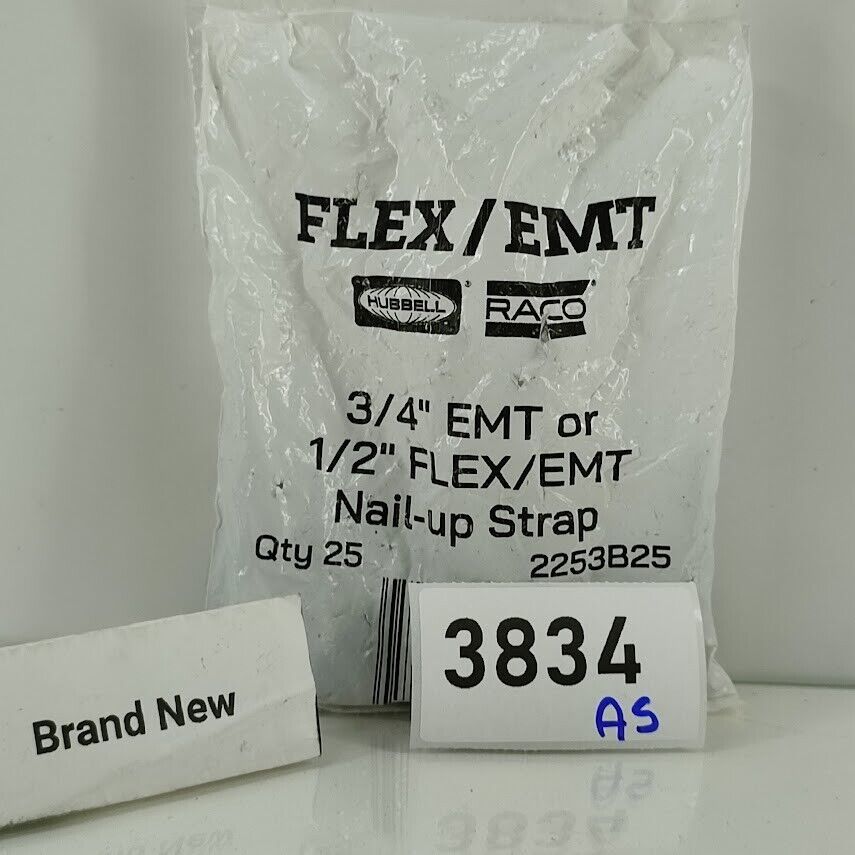 FLEX/EMT
HUBBELL RACO
3/4" EMT or
1/2" FLEX/EMT
Nail-up Strap
Qty 25 2253B25
3834
AS
Brand New